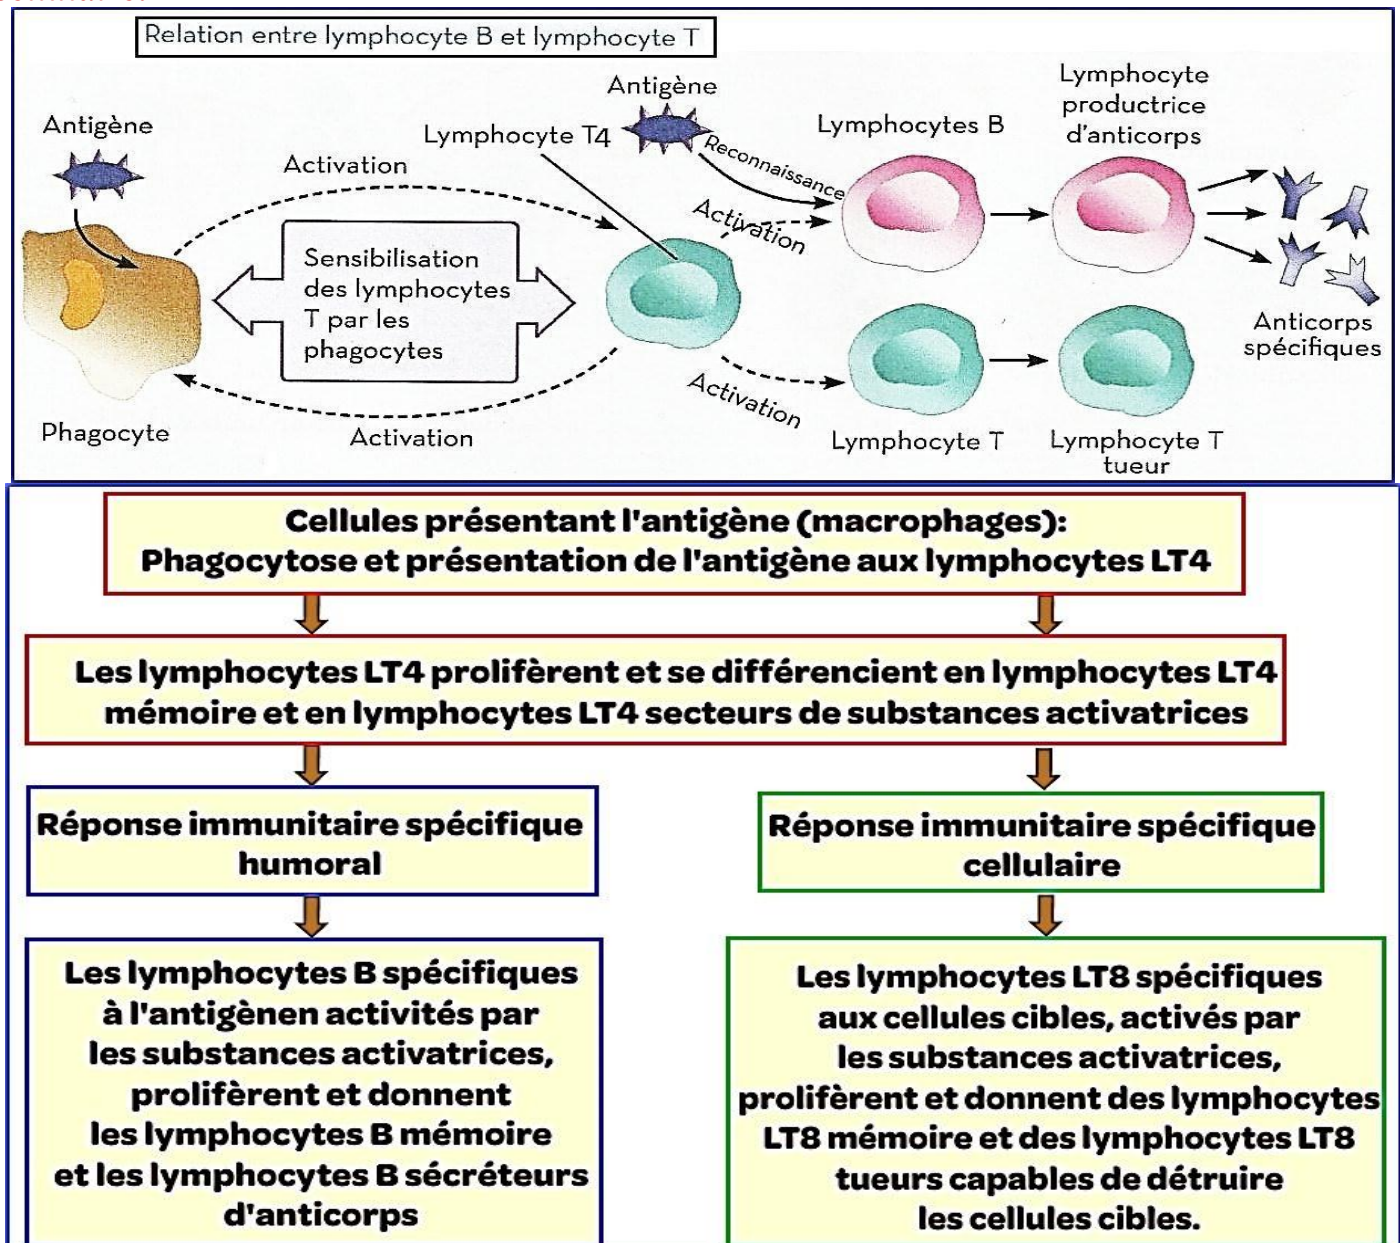 Relation entre lymphocyte B et lymphocyte T
Antigène
Activation
Lymphocyte T4
Antigène
Reconnaissance
Activation
Lymphocytes B
Lymphocyte
productrice
d'anticorps
Sensibilisation
des lymphocytes
T par les
phagocytes
Anticorps
spécifiques
Phagocyte
Activation
Activation
Lymphocyte T
Lymphocyte T
tueur
Cellules présentant l'antigène (macrophages):
Phagocytose et présentation de l'antigène aux lymphocytes LT4
Les lymphocytes LT4 prolifèrent et se différencient en lymphocytes LT4
mémoire et en lymphocytes LT4 secteurs de substances activatrices
Réponse immunitaire spécifique
humoral
Réponse immunitaire spécifique
cellulaire
Les lymphocytes B spécifiques
à l'antigènen activités par
les substances activatrices,
prolifèrent et donnent
les lymphocytes B mémoire
et les lymphocytes B sécréteurs
d'anticorps
Les lymphocytes LT8 spécifiques
aux cellules cibles, activés par
les substances activatrices,
prolifèrent et donnent des lymphocytes
LT8 mémoire et des lymphocytes LT8
tueurs capables de détruire
les cellules cibles.